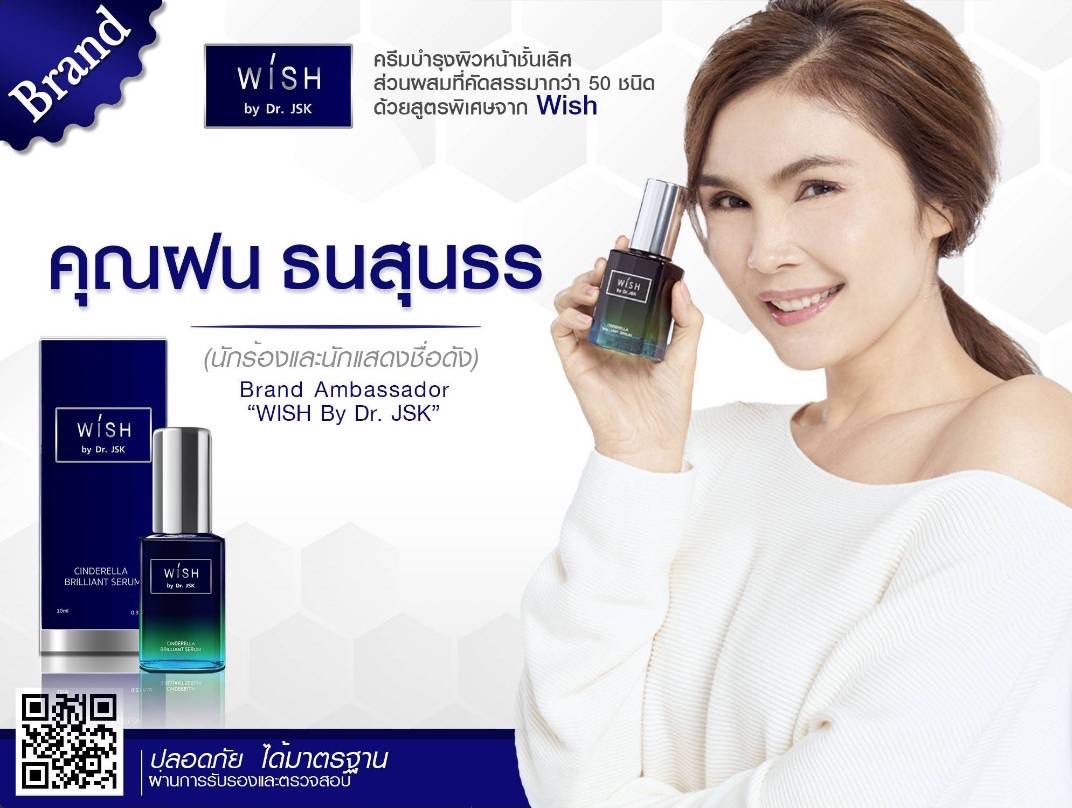 Brand
WISH
by Dr. JSK
ครีมบำรุงผิวหน้าชั้นเลิศ
ส่วนผสมที่คัดสรรมากว่า 50 ชนิด
ด้วยสูตรพิเศษจาก Wish
คุณฝน ธนสุนธร
(นักร้องและนักแสดงชื่อดัง)
Brand Ambassador
“WISH By Dr. JSK”
WISH
by Dr. JSK
CINDERELLA
BRILLIANT SERUM
WISH
by Dr. JSK
CINDERELLA
BRILLIANT SERUM
10ml
WISH
by Dr. JSK
CINDERELLA
BRILLIANT SERUM
ปลอดภัย ได้มาตรฐาน
ผ่านการรับรองและตรวจสอบ